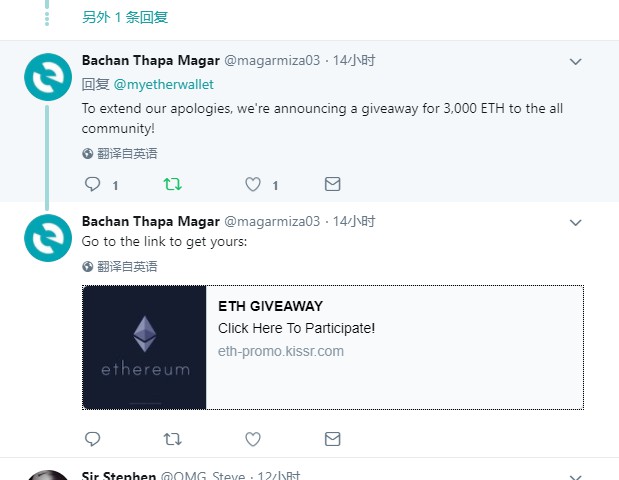 另外 1 条回复
Bachan Thapa Magar @magarmiza03 · 14小时
回复 @myetherwallet
To extend our apologies, we're announcing a giveaway for 3,000 ETH to the all
community!
翻译自英语
1 1
Bachan Thapa Magar @magarmiza03 · 14小时
Go to the link to get yours:
翻译自英语
ethereum
ETH GIVEAWAY
Click Here To Participate!
eth-promo.kissr.com
Sir Stephen @OMG_Steve · 12小时